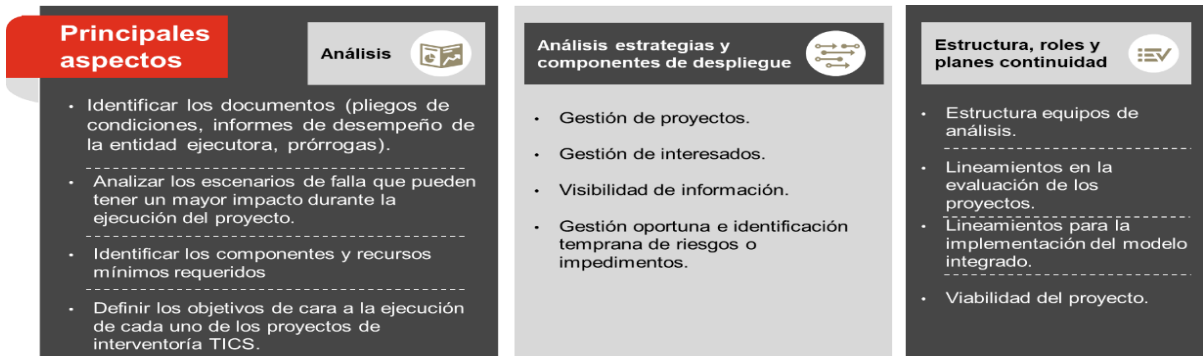 Principales
aspectos
Análisis
• Identificar los documentos (pliegos de
condiciones, informes de desempeño de
la entidad ejecutora, prórrogas).
• Analizar los escenarios de falla que pueden
tener un mayor impacto durante la
ejecución del proyecto.
• Identificar los componentes y recursos
mínimos requeridos
• Definir los objetivos de cara a la ejecución
de cada uno de los proyectos de
interventoría TICS.
Análisis estrategias y
componentes de despliegue
• Gestión de proyectos.
• Gestión de interesados.
• Visibilidad de información.
• Gestión oportuna e identificación
temprana de riesgos o
impedimentos.
Estructura, roles y
planes continuidad
• Estructura equipos de
análisis.
• Lineamientos en la
evaluación de los
proyectos.
• Lineamientos para la
implementación del modelo
integrado.
• Viabilidad del proyecto.